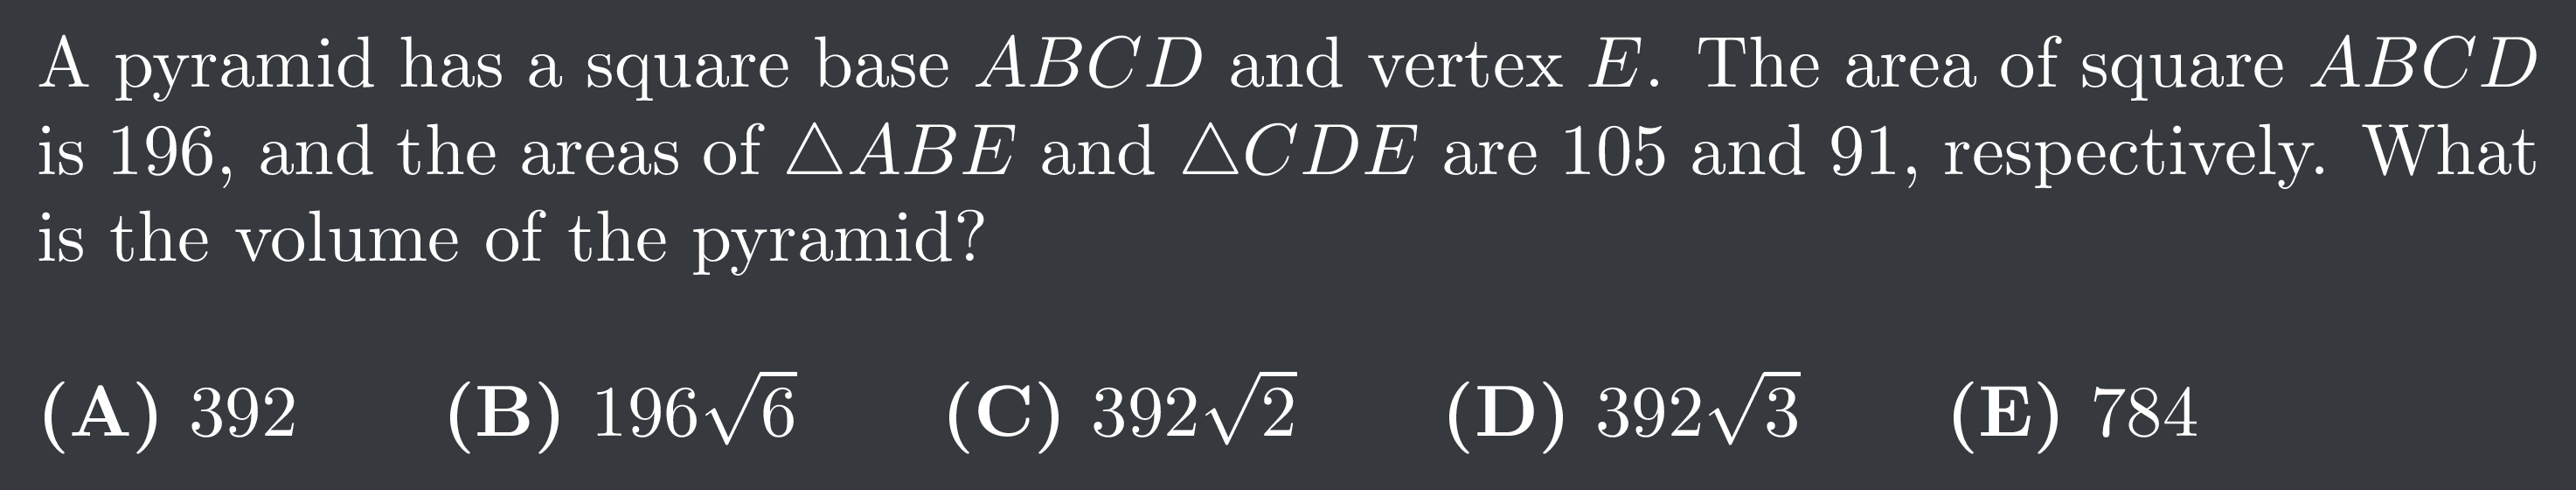 A pyramid has a square base ABCD and vertex E. The area of square ABCD
is 196, and the areas of △ABE and △CDE are 105 and 91, respectively. What
is the volume of the pyramid?
(A) 392 (B) 196√6 (C) 392√2 (D) 392√3 (E) 784